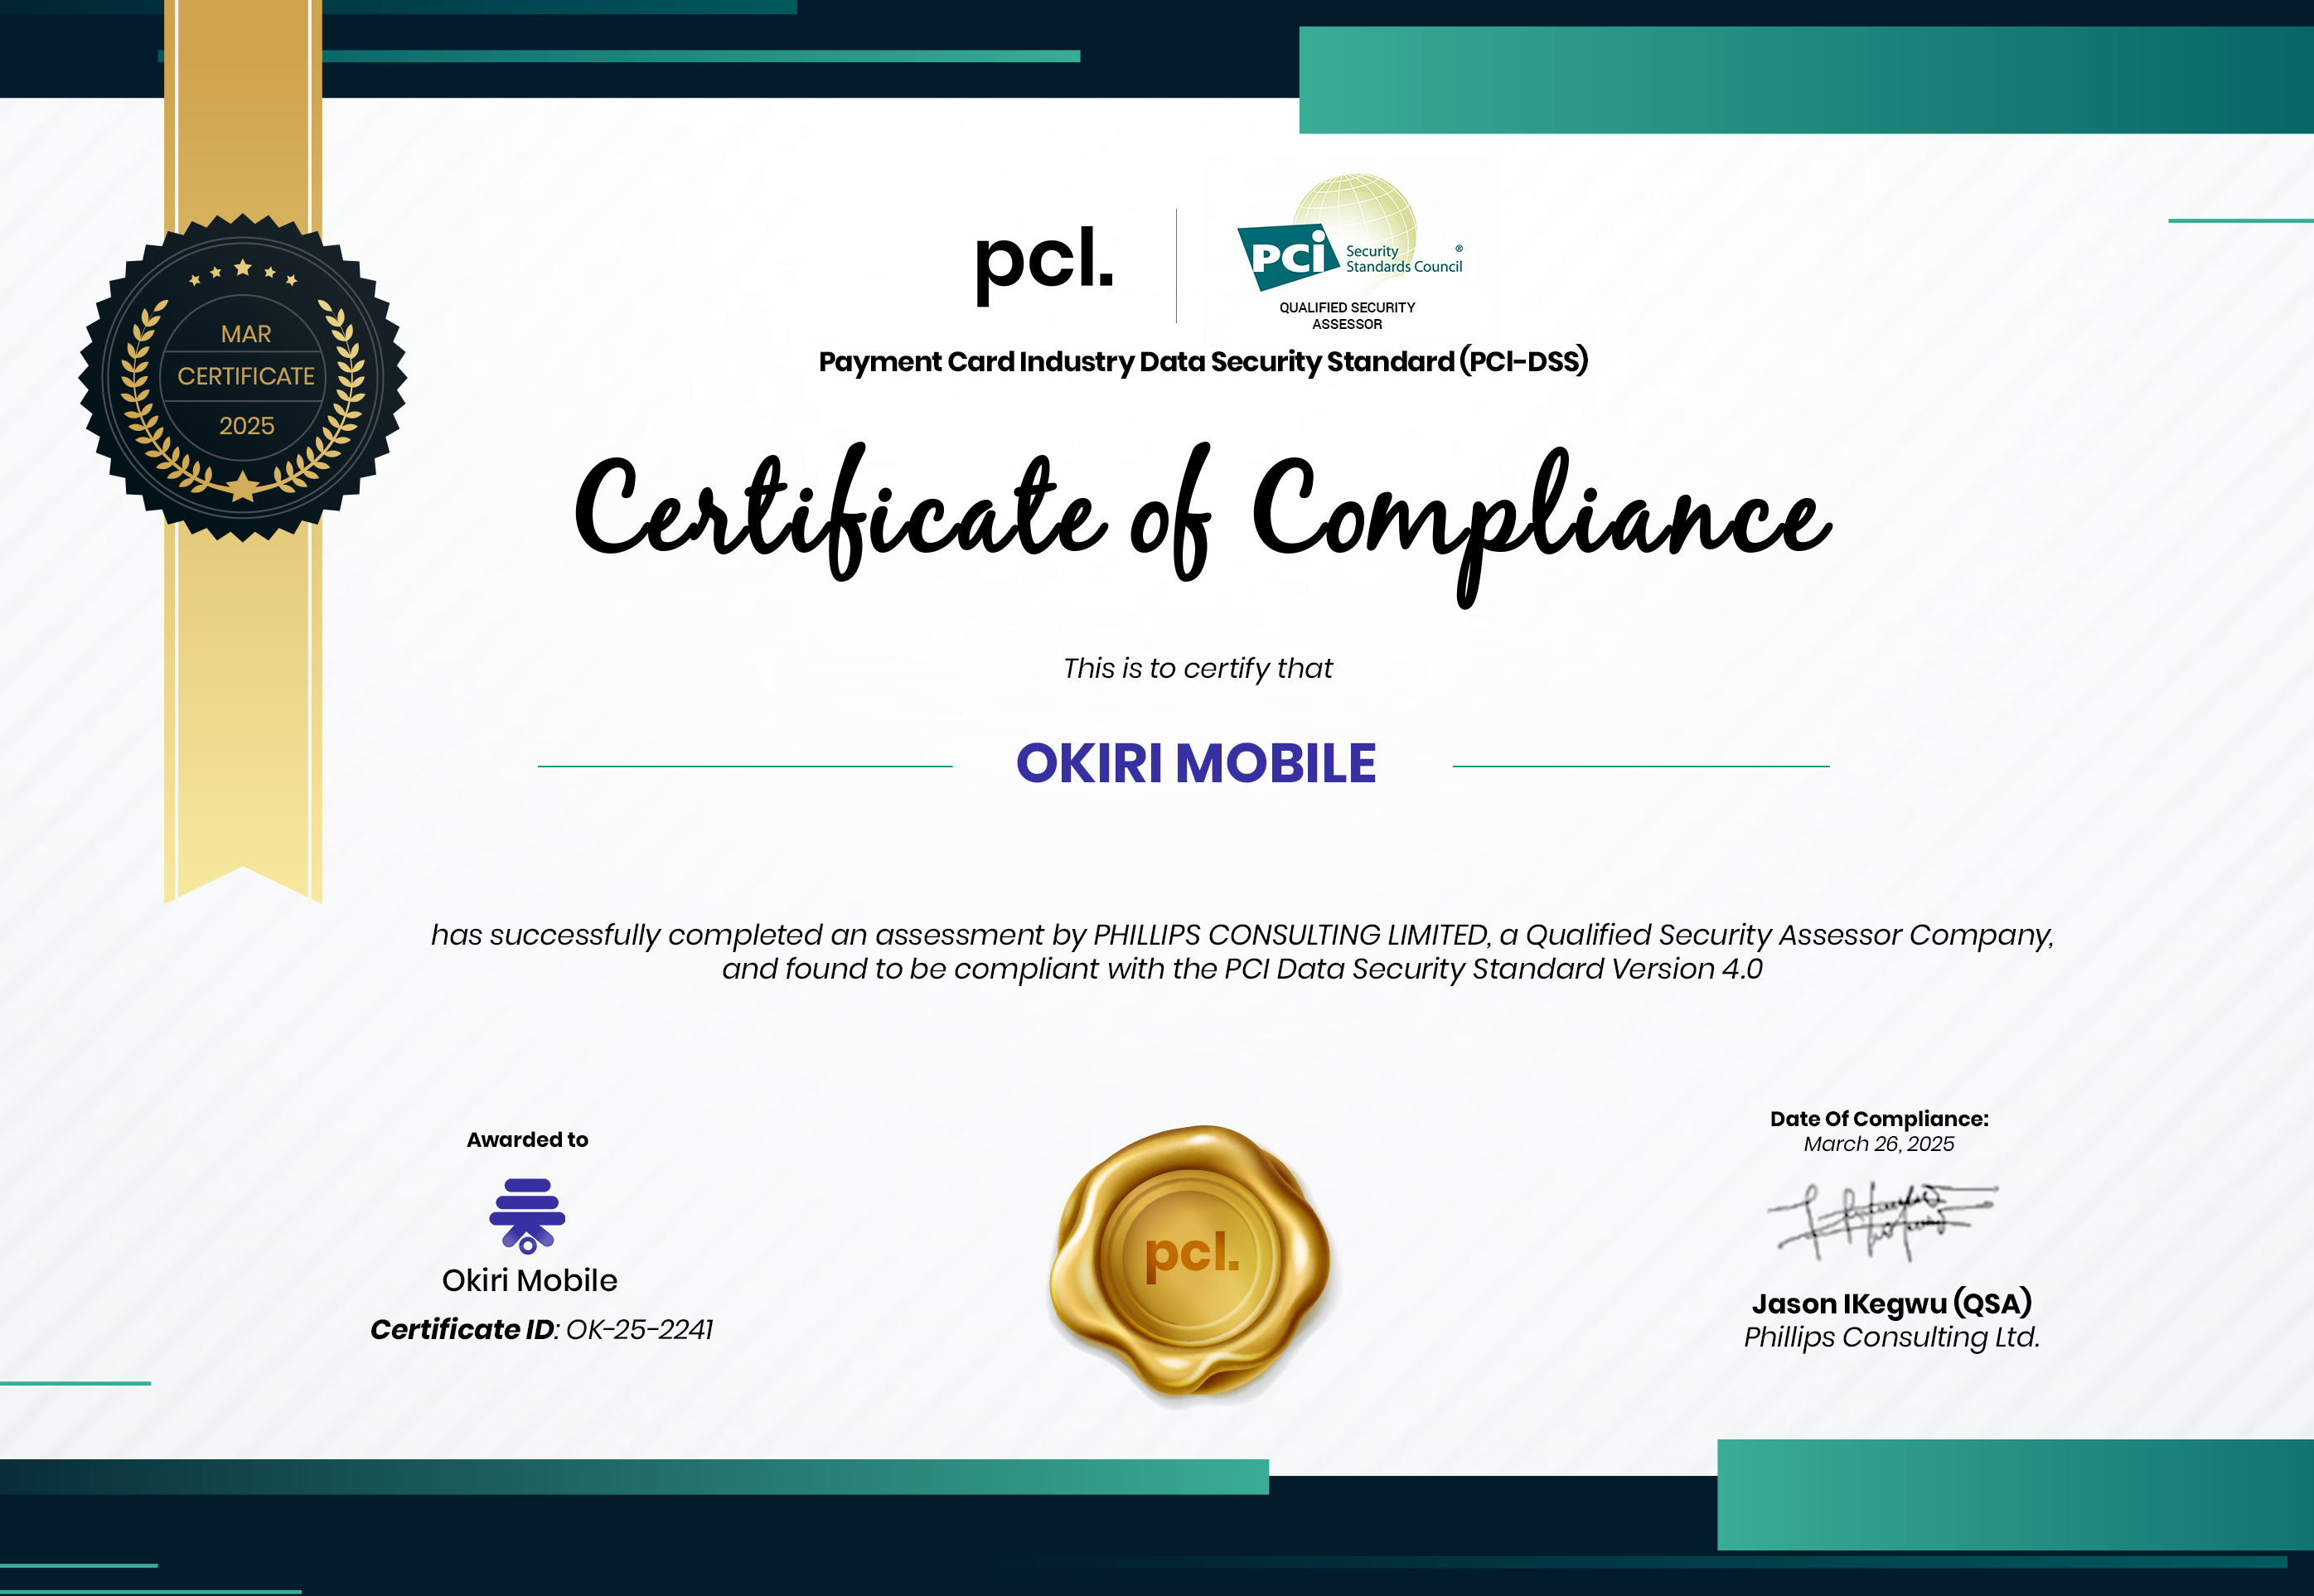 MAR
CERTIFICATE
2025
pcl.
PCi Security
Standards Council ®
QUALIFIED SECURITY
ASSESSOR
Payment Card Industry Data Security Standard (PCI-DSS)
Certificate of Compliance
This is to certify that
OKIRI MOBILE
has successfully completed an assessment by PHILLIPS CONSULTING LIMITED, a Qualified Security Assessor Company,
and found to be compliant with the PCI Data Security Standard Version 4.0
Awarded to
Okiri Mobile
Certificate ID: OK-25-2241
pcl.
Date Of Compliance:
March 26, 2025
Jason IKegwu (QSA)
Phillips Consulting Ltd.